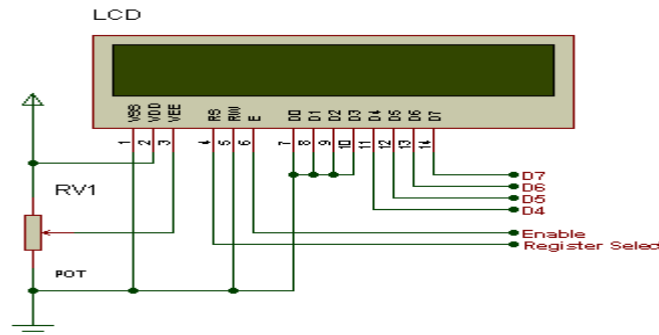 LCD
VSS VDD VEE RS RW E D0 D1 D2 D3 D4 D5 D6 D7
1 2 3 4 5 6 7 8 9 10 11 12 13 14
D7
D6
RV1
D5
D4
Enable
Register Select
POT